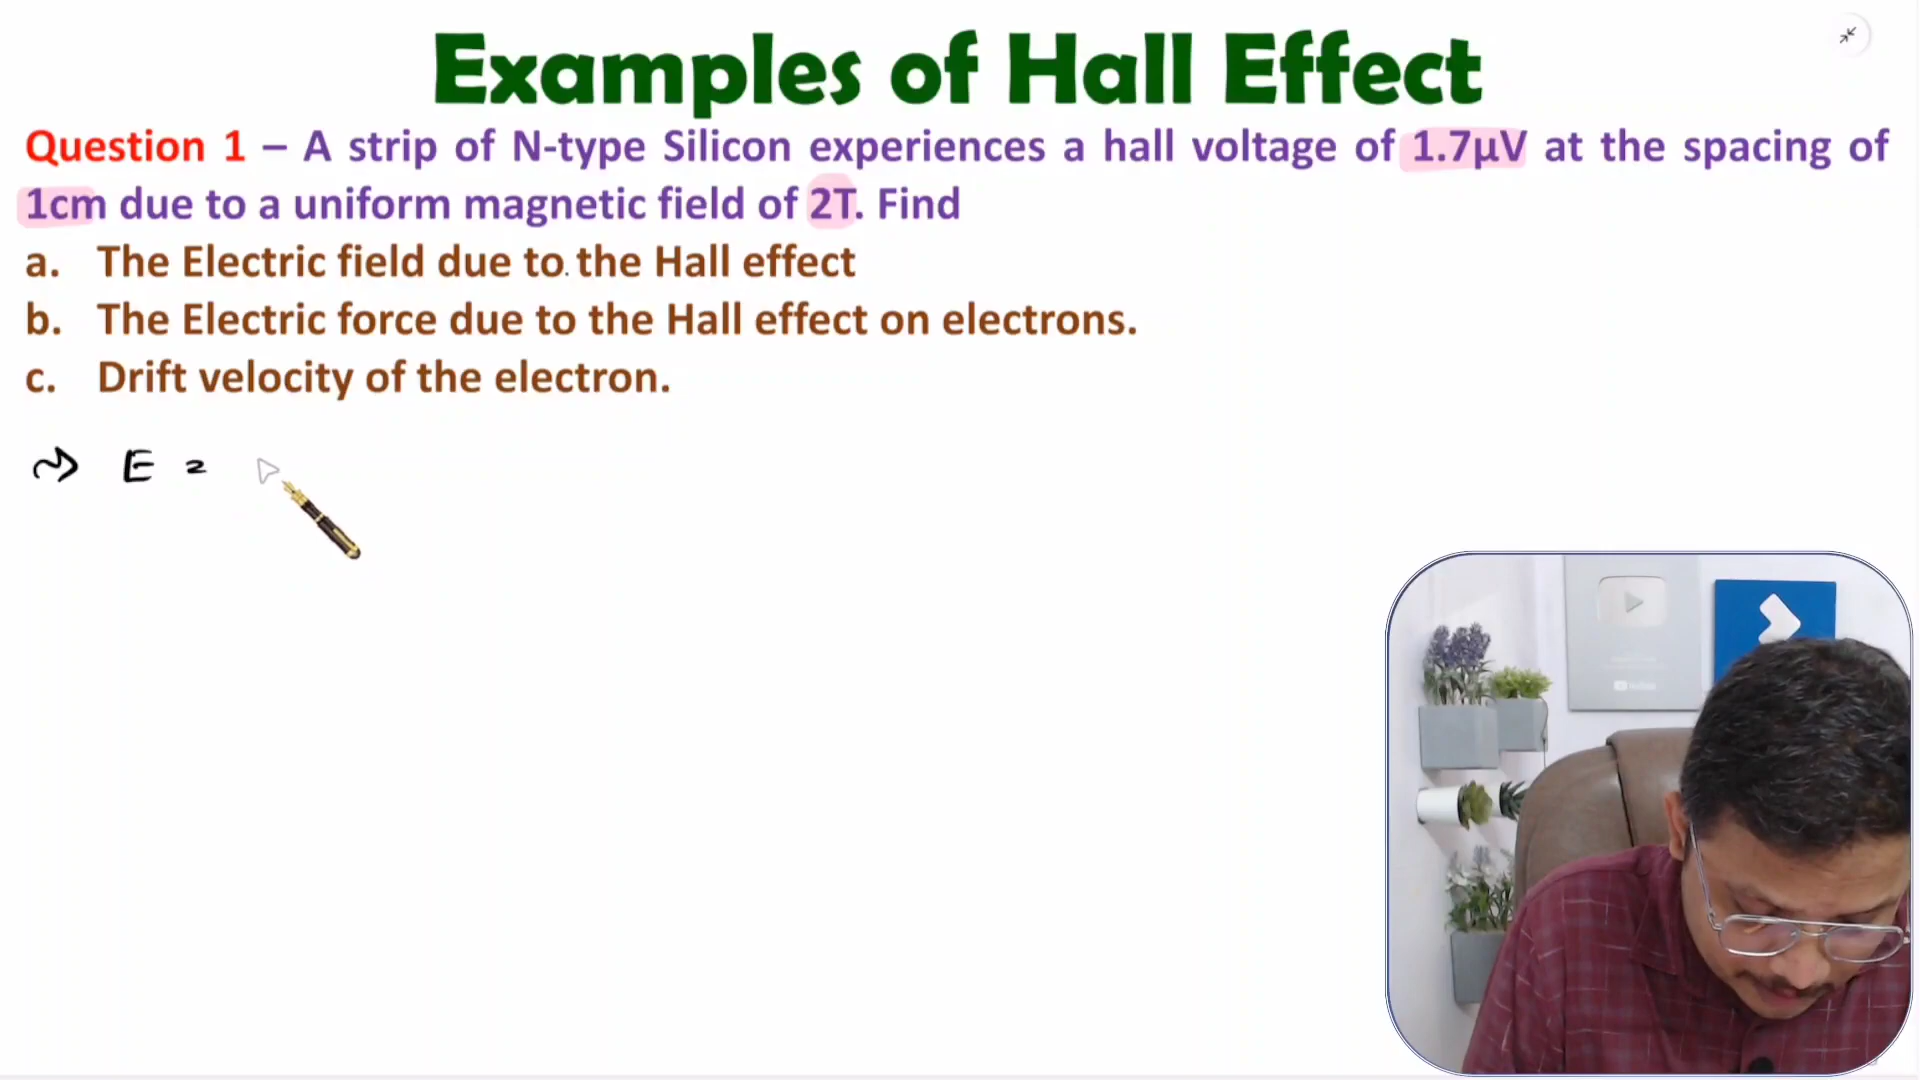 Examples of Hall Effect
Question 1 – A strip of N-type Silicon experiences a hall voltage of 1.7µV at the spacing of
1cm due to a uniform magnetic field of 2T. Find
a. The Electric field due to the Hall effect
b. The Electric force due to the Hall effect on electrons.
c. Drift velocity of the electron.
E =